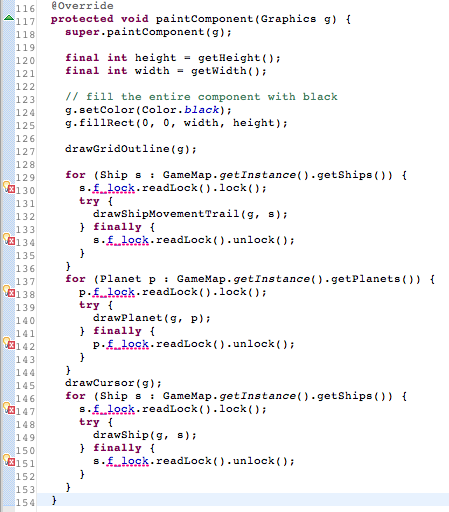 116 @Override
117 protected void paintComponent(Graphics g) {
118 super.paintComponent(g);
119
120 final int height = getHeight();
121 final int width = getWidth();
122
123 // fill the entire component with black
124 g.setColor(Color.black);
125 g.fillRect(0, 0, width, height);
126
127 drawGridOutline(g);
128
129 for (Ship s : GameMap.getInstance().getShips()) {
130 s.f_lock.readLock().lock();
131 try {
132 drawShipMovementTrail(g, s);
133 } finally {
134 s.f_lock.readLock().unlock();
135 }
136 }
137 for (Planet p : GameMap.getInstance().getPlanets()) {
138 p.f_lock.readLock().lock();
139 try {
140 drawPlanet(g, p);
141 } finally {
142 p.f_lock.readLock().unlock();
143 }
144 }
145 drawCursor(g);
146 for (Ship s : GameMap.getInstance().getShips()) {
147 s.f_lock.readLock().lock();
148 try {
149 drawShip(g, s);
150 } finally {
151 s.f_lock.readLock().unlock();
152 }
153 }
154 }